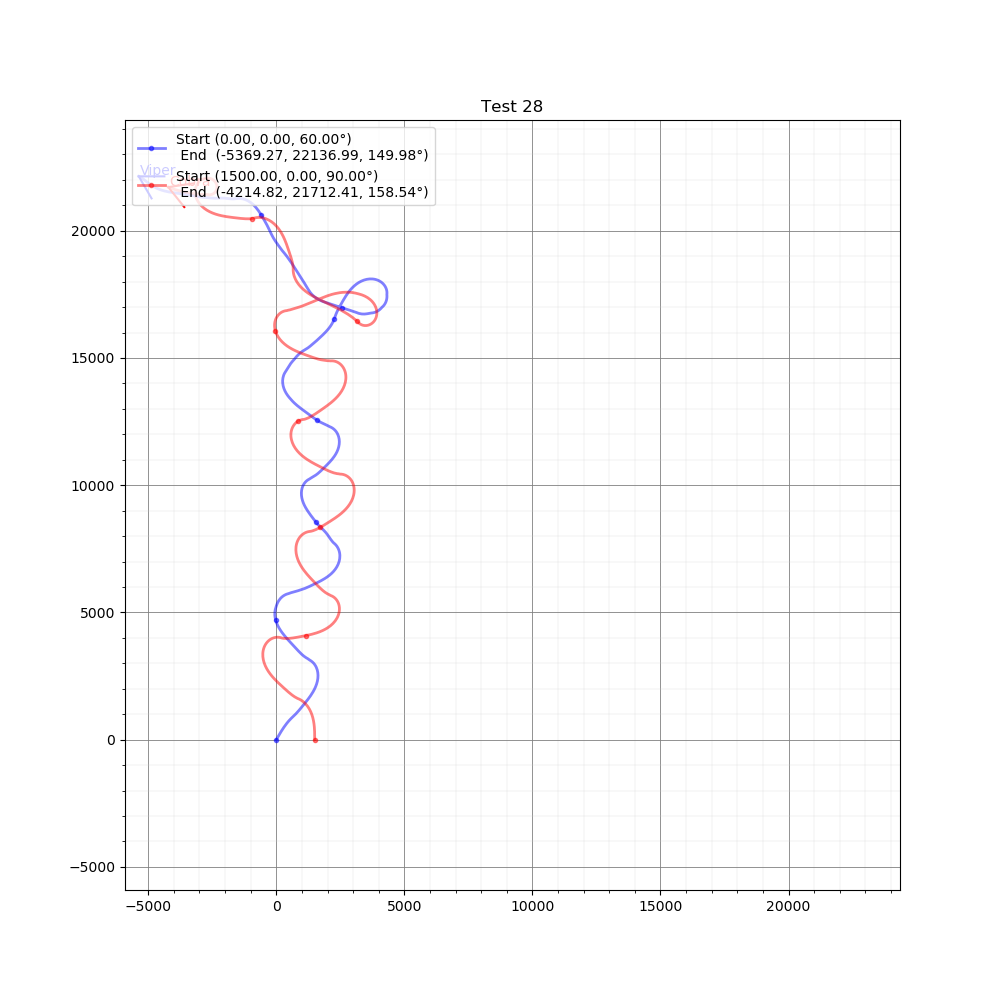 Test 28
Start (0.00, 0.00, 60.00°)
End (-5369.27, 22136.99, 149.98°)
Viper
Start (1500.00, 0.00, 90.00°)
End (-4214.82, 21712.41, 158.54°)
20000
15000
10000
5000
0
−5000
−5000 0 5000 10000 15000 20000